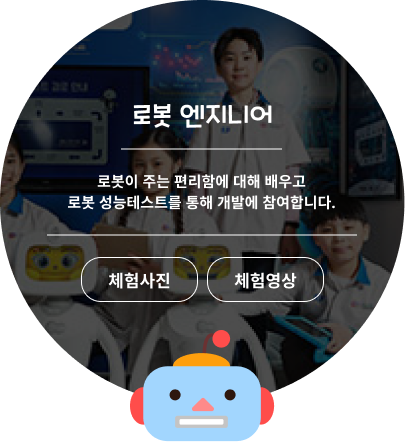 로봇 엔지니어
로봇이 주는 편리함에 대해 배우고
로봇 성능테스트를 통해 개발에 참여합니다.
체험사진
체험영상